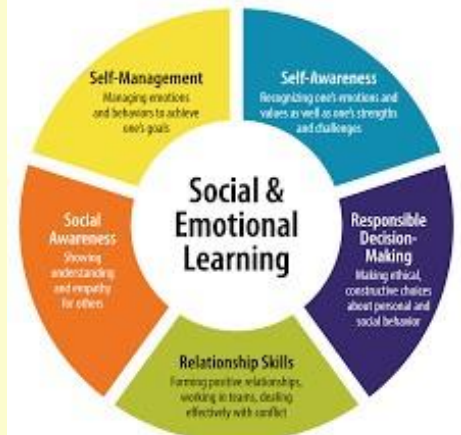 Self-Management
Managing emotions
and behaviors to achieve
one's goals
Self-Awareness
Recognizing one's emotions and
values as well as one's strengths
and challenges
Social
Awareness
Showing
understanding
and empathy
for others
Social &
Emotional
Learning
Responsible
Decision-
Making
Making ethical,
constructive choices
about personal and
social behavior
Relationship Skills
Forming positive relationships,
working in teams, dealing
effectively with conflict